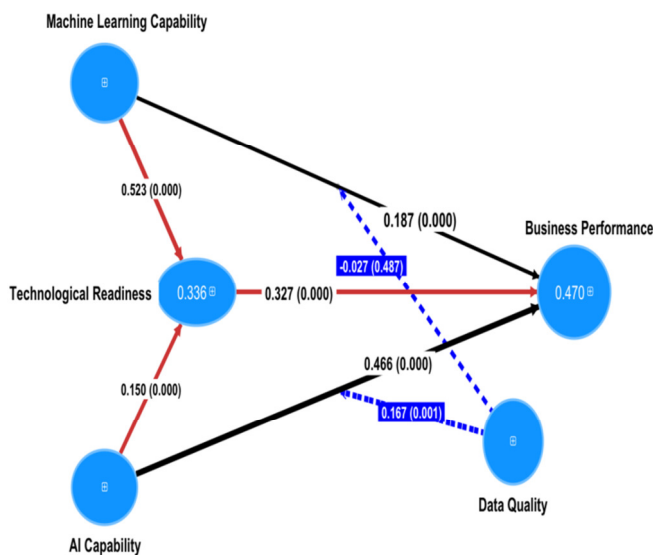 Machine Learning Capability
0.523 (0.000)
0.187 (0.000)
Business Performance
-0.027 (0.487)
Technological Readiness
0.336
0.327 (0.000)
0.470
0.466 (0.000)
0.150 (0.000)
0.167 (0.001)
Data Quality
AI Capability